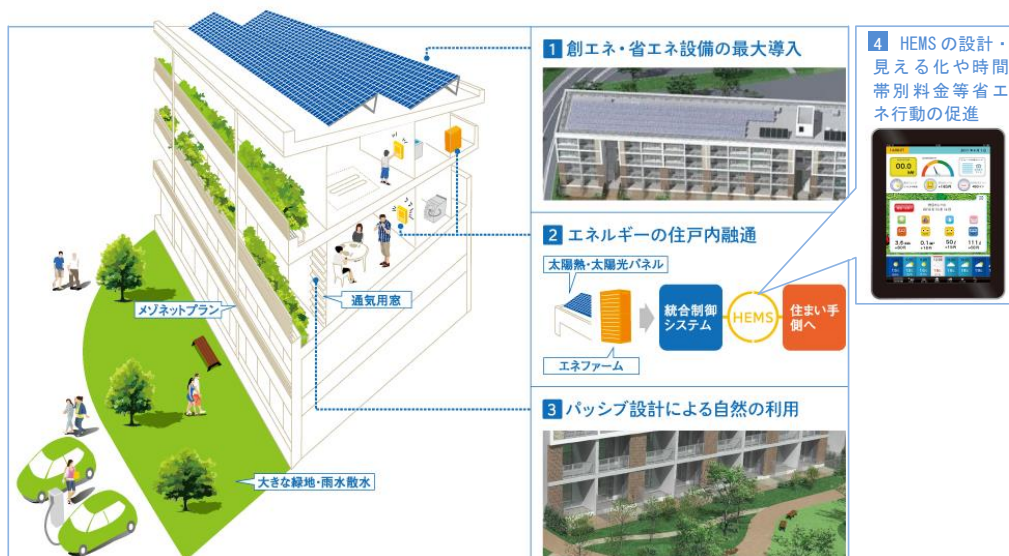 1 創エネ・省エネ設備の最大導入
2 エネルギーの住戸内融通
太陽熱・太陽光パネル
統合制御
システム
HEMS
住まい手
側へ
エネファーム
3 パッシブ設計による自然の利用
4 HEMSの設計・
見える化や時間
帯別料金等省エ
ネ行動の促進
00.0
通気用窓
メゾネットプラン
大きな緑地・雨水散水